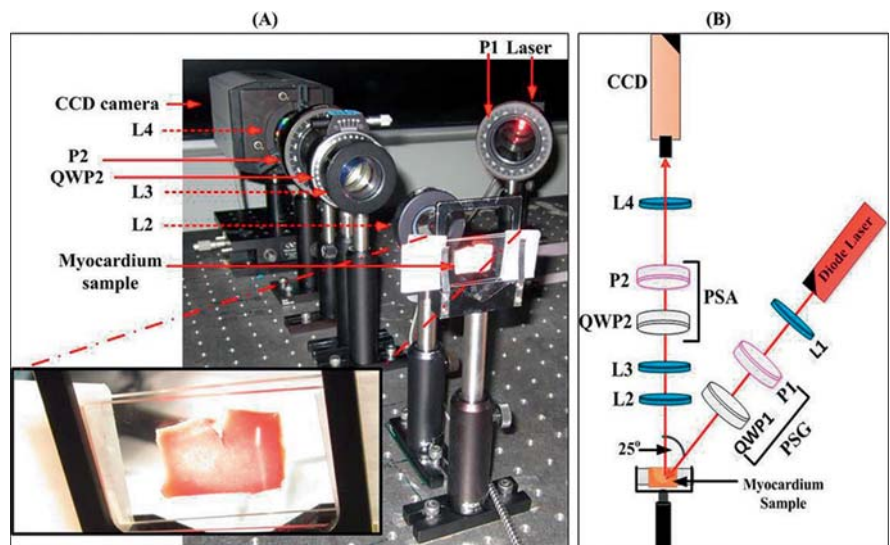 (A)
P1 Laser
CCD camera
L4
P2
QWP2
L3
L2
Myocardium
sample
(B)
CCD
L4
P2
PSA
QWP2
L3
L2
Diode Laser
L1
P1
QWP1
PSG
25°
Myocardium
Sample